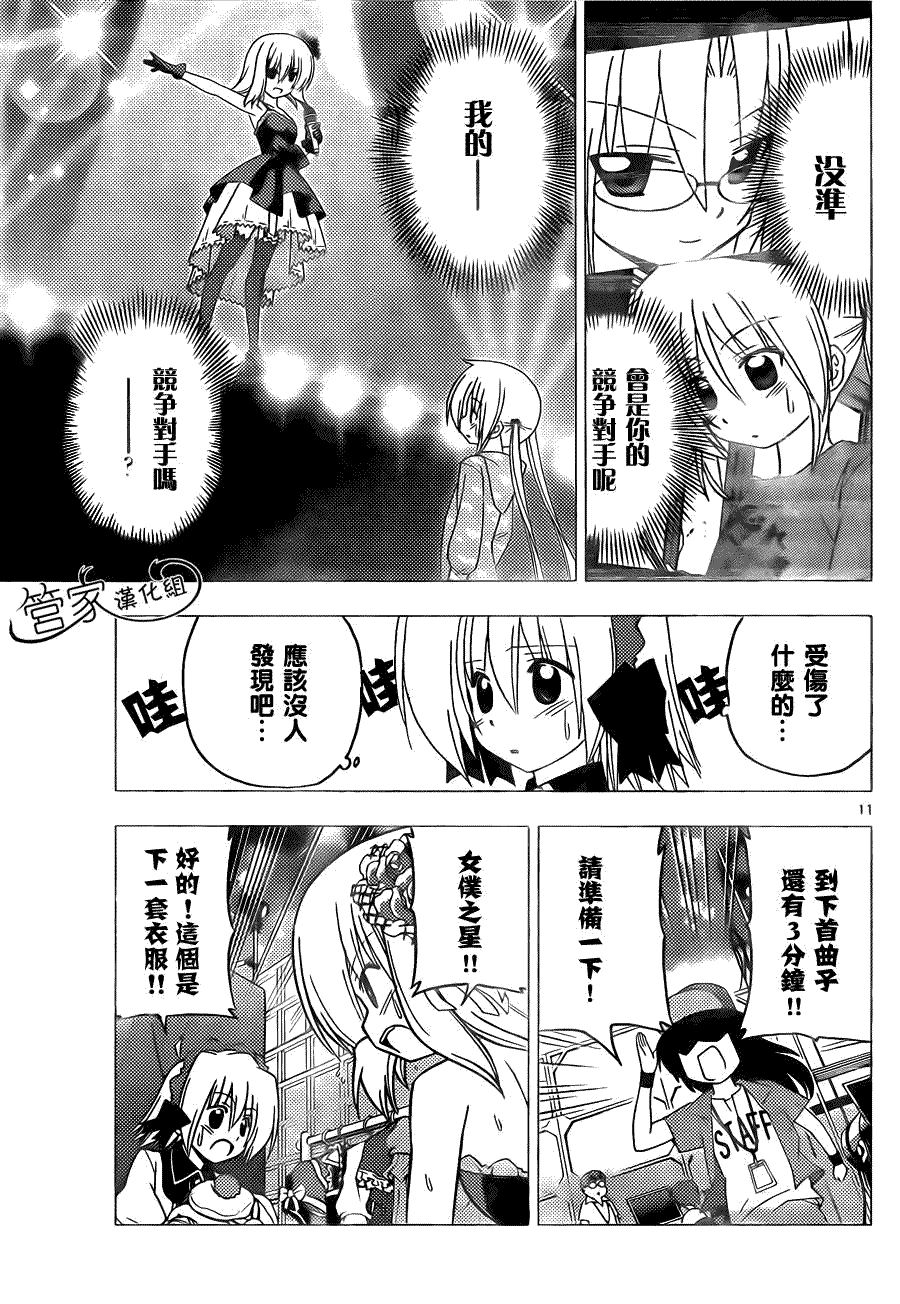 没準
會是你的
競争對手呢
我的—
競争對手嗎
—?
管家
漢化組
受傷了
什麼的…
哇
應該沒人
發現吧…
哇
哇
11
到下首曲子
還有3分鐘!!
請準備一下!
STAFF
女僕之星!!
好的!這個是
下一套衣服!!